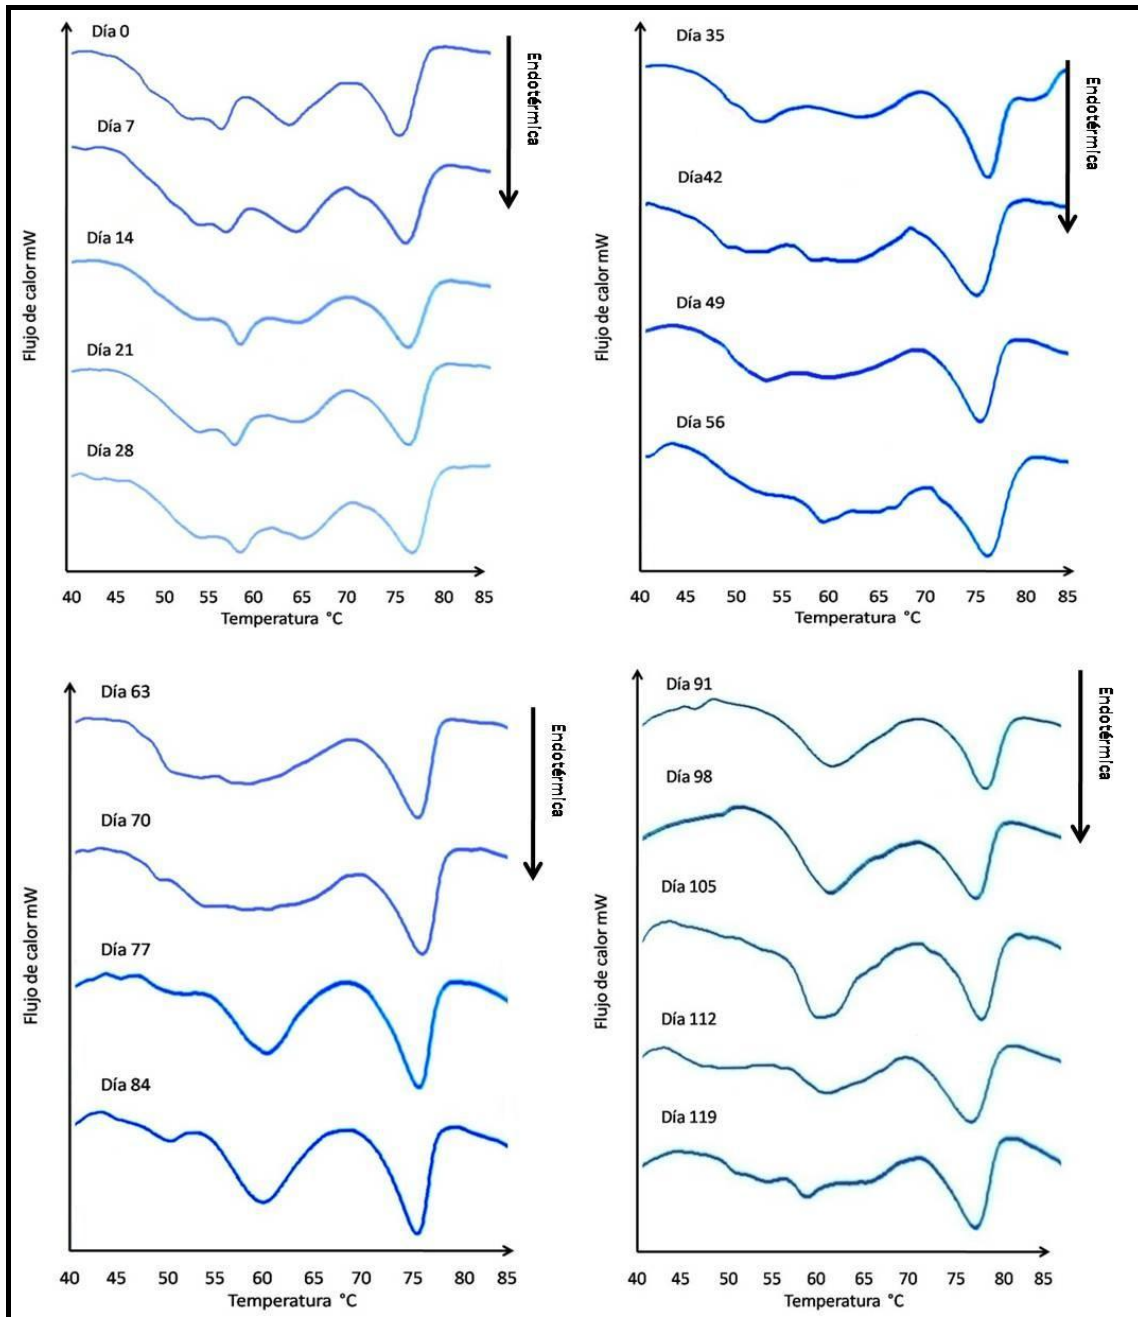 Día 0
Día 7
Día 14
Día 21
Día 28
Endotérmica
Flujo de calor mW
40 45 50 55 60 65 70 75 80 85
Temperatura °C
Día 35
Día42
Día 49
Día 56
Endotérmica
Flujo de calor mW
40 45 50 55 60 65 70 75 80 85
Temperatura °C
Día 63
Día 70
Día 77
Día 84
Endotérmica
Flujo de calor mW
40 45 50 55 60 65 70 75 80 85
Temperatura °C
Día 91
Día 98
Día 105
Día 112
Día 119
Endotérmica
Flujo de calor mW
40 45 50 55 60 65 70 75 80 85
Temperatura °C